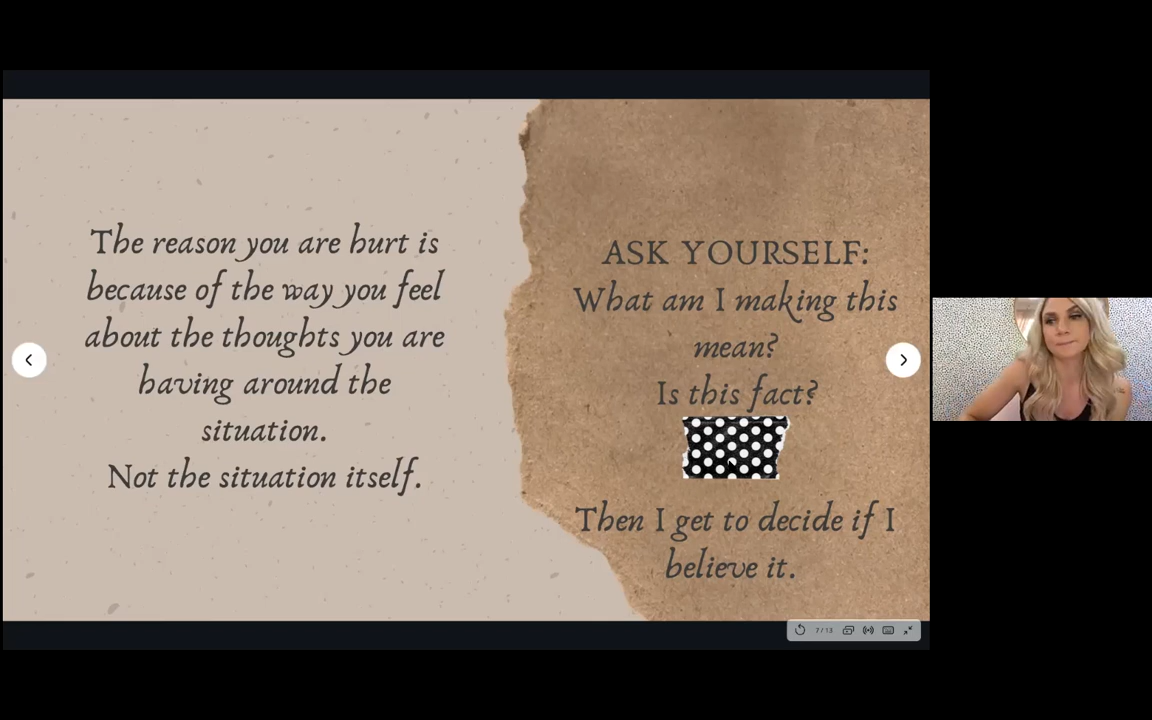 The reason you are hurt is
because of the way you feel
about the thoughts you are
having around the
situation.
Not the situation itself.
ASK YOURSELF:
What am I making this
mean?
Is this fact?
Then I get to decide if I
believe it.
7 / 13